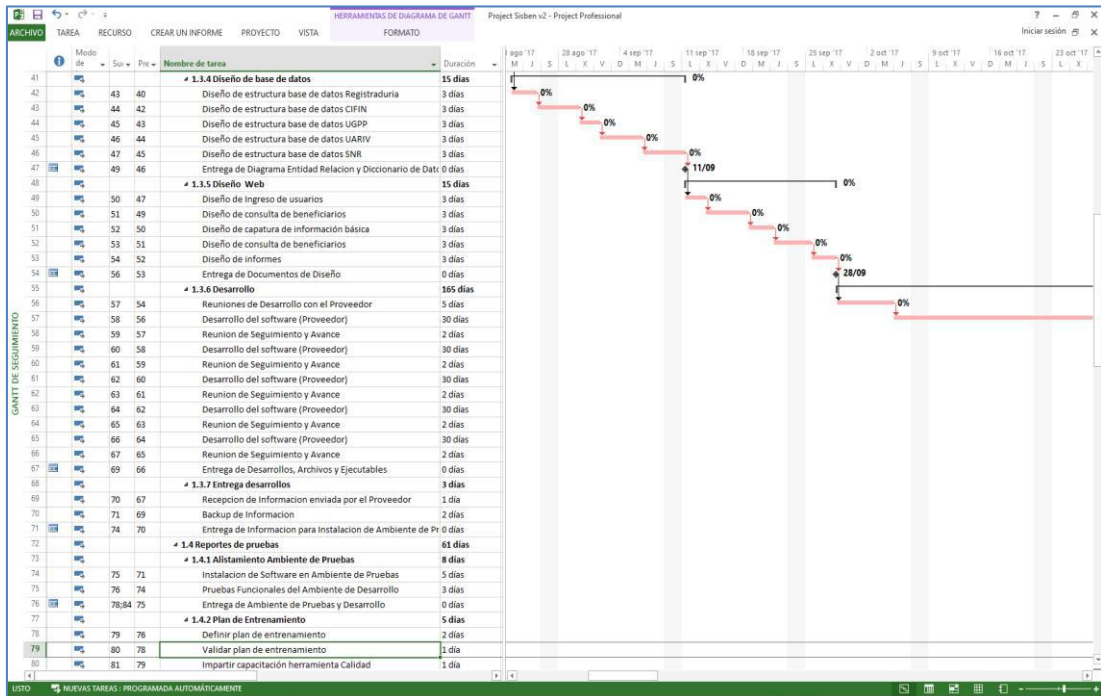 HERRAMIENTAS DE DIAGRAMA DE GANTT Project Sisben v2 - Project Professional
ARCHIVO TAREA RECURSO CREAR UN INFORME PROYECTO VISTA FORMATO Iniciar sesión
Modo de Sur Pre Nombre de tarea Duración
ago '17 28 ago '17 4 sep '17 11 sep '17 18 sep '17 25 sep '17 2 oct '17 9 oct '17 16 oct '17 23 oct '17
M J S L X V D M J S L X V D M J S L X V D M J S L X V D M J S L X
41 1.3.4 Diseño de base de datos 15 días 0%
42 43 40 Diseño de estructura base de datos Registraduria 3 días 0%
43 44 42 Diseño de estructura base de datos CIFIN 3 días 0%
44 45 43 Diseño de estructura base de datos UGPP 3 días 0%
45 46 44 Diseño de estructura base de datos UARIV 3 días 0%
46 47 45 Diseño de estructura base de datos SNR 3 días 0%
47 49 46 Entrega de Diagrama Entidad Relacion y Diccionario de Dato 0 días 11/09
48 1.3.5 Diseño Web 15 días 0%
49 50 47 Diseño de Ingreso de usuarios 3 días 0%
50 51 49 Diseño de consulta de beneficiarios 3 días 0%
51 52 50 Diseño de capatura de información básica 3 días 0%
52 53 51 Diseño de consulta de beneficiarios 3 días 0%
53 54 52 Diseño de informes 3 días 0%
54 56 53 Entrega de Documentos de Diseño 0 días 28/09
55 1.3.6 Desarrollo 165 días
56 57 54 Reuniones de Desarrollo con el Proveedor 5 días 0%
57 58 56 Desarrollo del software (Proveedor) 30 días
58 59 57 Reunion de Seguimiento y Avance 2 días
59 60 58 Desarrollo del software (Proveedor) 30 días
60 61 59 Reunion de Seguimiento y Avance 2 días
61 62 60 Desarrollo del software (Proveedor) 30 días
62 63 61 Reunion de Seguimiento y Avance 2 días
63 64 62 Desarrollo del software (Proveedor) 30 días
64 65 63 Reunion de Seguimiento y Avance 2 días
65 66 64 Desarrollo del software (Proveedor) 30 días
66 67 65 Reunion de Seguimiento y Avance 2 días
67 69 66 Entrega de Desarrollos, Archivos y Ejecutables 0 días
68 1.3.7 Entrega desarrollos 3 días
69 70 67 Recepcion de Informacion enviada por el Proveedor 1 día
70 71 69 Backup de Informacion 2 días
71 74 70 Entrega de Informacion para Instalacion de Ambiente de Pr 0 días
72 1.4 Reportes de pruebas 61 días
73 1.4.1 Alistamiento Ambiente de Pruebas 8 días
74 75 71 Instalacion de Software en Ambiente de Pruebas 5 días
75 76 74 Pruebas Funcionales del Ambiente de Desarrollo 3 días
76 78;84 75 Entrega de Ambiente de Pruebas y Desarrollo 0 días
77 1.4.2 Plan de Entrenamiento 5 días
78 79 76 Definir plan de entrenamiento 2 días
79 80 78 Validar plan de entrenamiento 1 día
80 81 79 Impartir capacitación herramienta Calidad 1 día
GANTT DE SEGUIMIENTO
LISTO NUEVAS TAREAS : PROGRAMADA AUTOMÁTICAMENTE